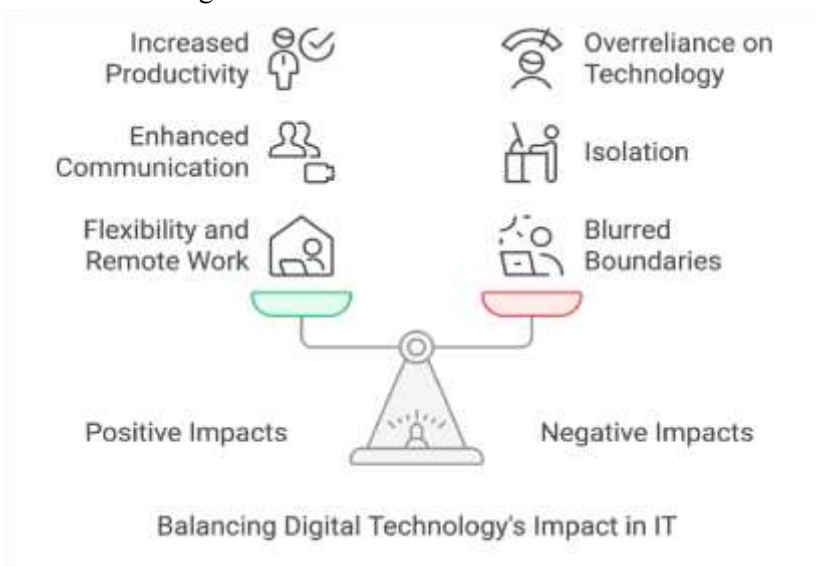 Increased
Productivity
Overreliance on
Technology
Enhanced
Communication
Isolation
Flexibility and
Remote Work
Blurred
Boundaries
Positive Impacts
Negative Impacts
Balancing Digital Technology's Impact in IT